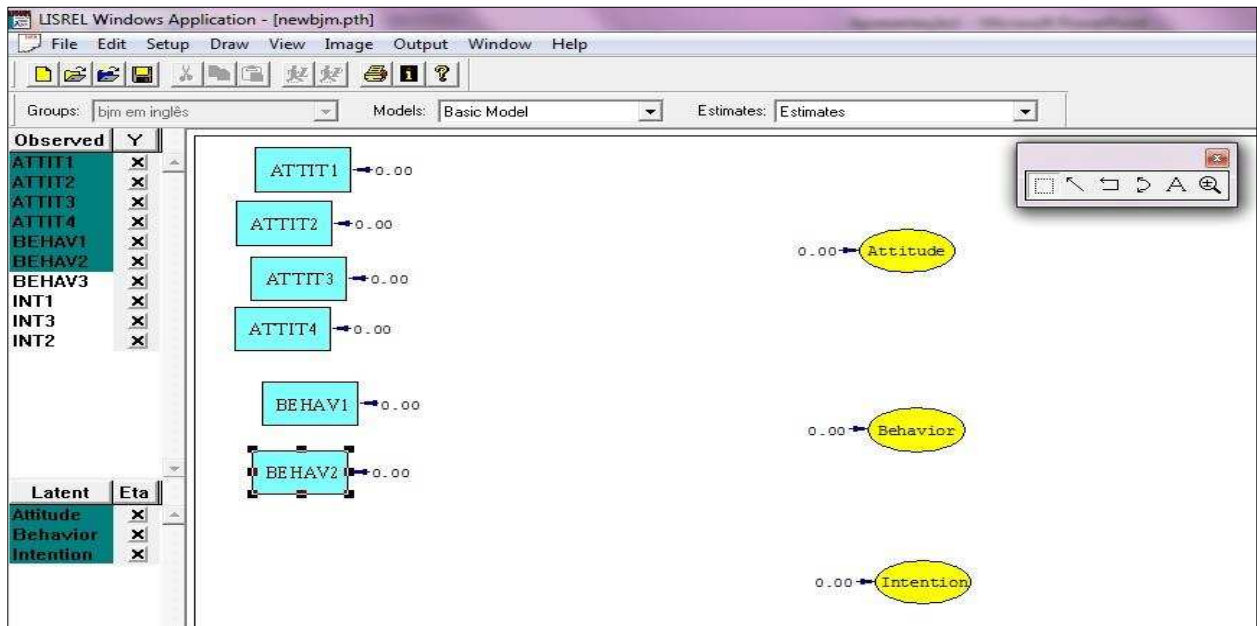 LISREL Windows Application - [newbjm.pth]
File Edit Setup Draw View Image Output Window Help
Groups: bjm em inglês Models: Basic Model Estimates: Estimates
Observed Y
ATTIT1
ATTIT2
ATTIT3
ATTIT4
BEHAV1
BEHAV2
BEHAV3
INT1
INT3
INT2
Latent Eta
Attitude
Behavior
Intention
ATTIT1 0.00
ATTIT2 0.00
ATTIT3 0.00
ATTIT4 0.00
BEHAV1 0.00
BEHAV2 0.00
0.00 Attitude
0.00 Behavior
0.00 Intention
A